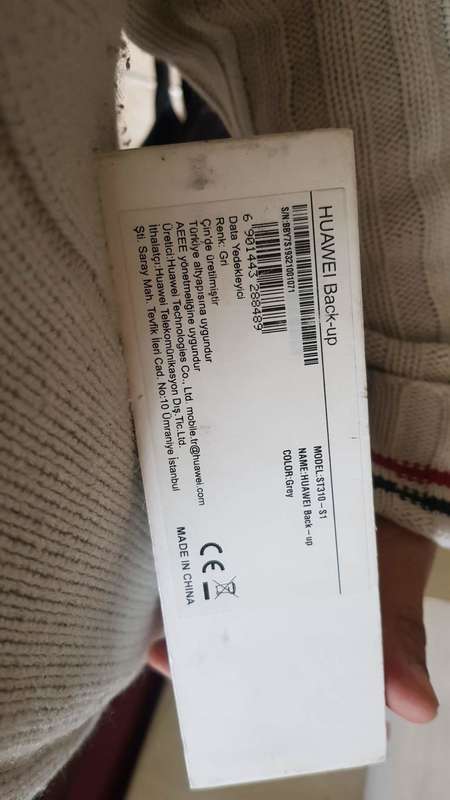 HUAWEI Back-up
S/N:BBY7S19321001071
MODEL:ST310-S1
NAME:HUAWEI Back-up
COLOR:Grey
6 901443 288489
Data Yedekleyici
Renk: Gri
Çin'de üretilmiştir
Türkiye altyapısına uygundur
AEEE yönetmeliğine uygundur
Üretici:Huawei Technologies Co., Ltd. mobile.tr@huawei.com
İthalatçı:Huawei Telekomünikasyon Dış.Tic.Ltd.
Şti. Saray Mah. Tevfik İleri Cad. No:10 Ümraniye İstanbul
CE
MADE IN CHINA